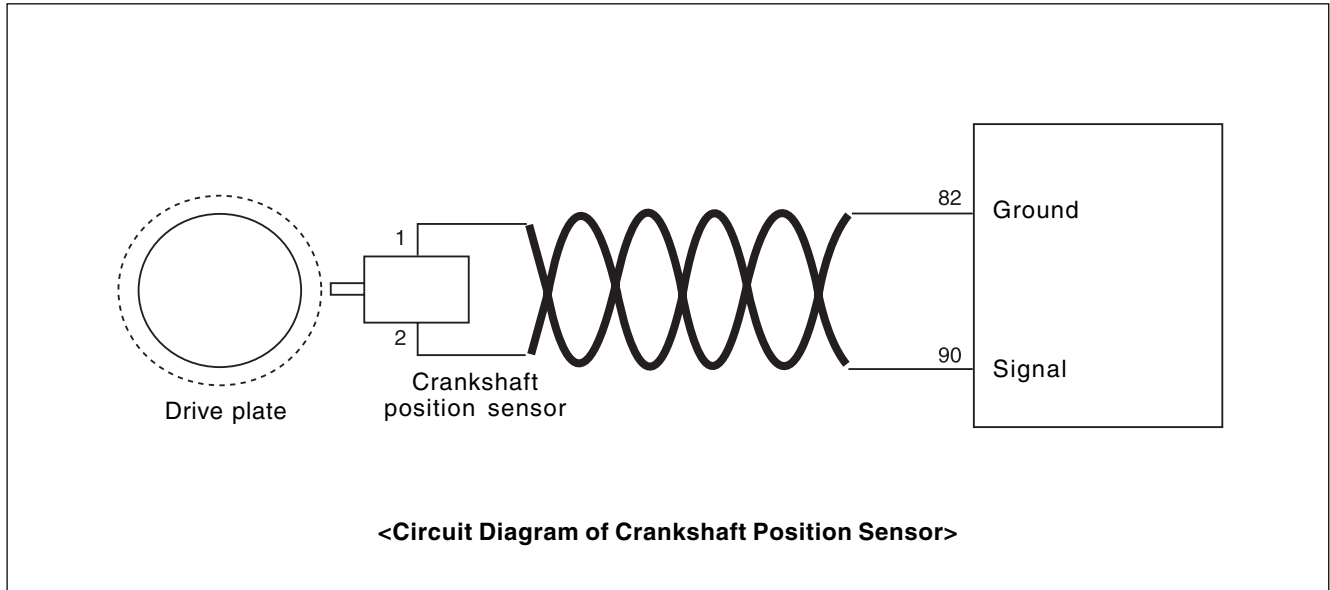 82
Ground
1
2
90
Signal
Crankshaft
position sensor
Drive plate
<Circuit Diagram of Crankshaft Position Sensor>